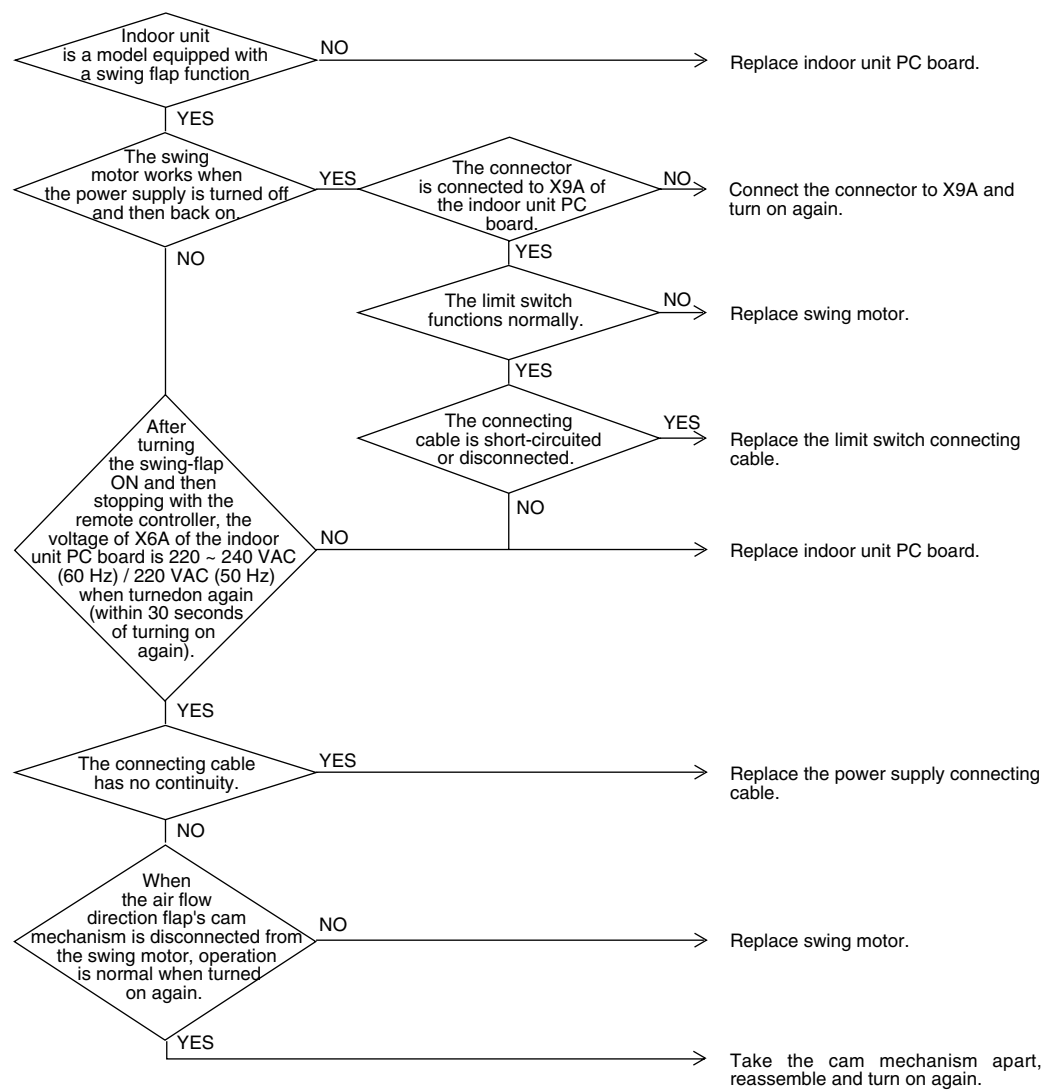 Indoor unit
is a model equipped with
a swing flap function
NO
Replace indoor unit PC board.
YES
The swing
motor works when
the power supply is turned off
and then back on.
YES
The connector
is connected to X9A of
the indoor unit PC
board.
NO
Connect the connector to X9A and
turn on again.
NO
YES
The limit switch
functions normally.
NO
Replace swing motor.
YES
The connecting
cable is short-circuited
or disconnected.
YES
Replace the limit switch connecting
cable.
NO
After
turning
the swing-flap
ON and then
stopping with the
remote controller, the
voltage of X6A of the indoor
unit PC board is 220 ~ 240 VAC
(60 Hz) / 220 VAC (50 Hz)
when turnedon again
(within 30 seconds
of turning on
again).
NO
Replace indoor unit PC board.
YES
The connecting cable
has no continuity.
YES
Replace the power supply connecting
cable.
NO
When
the air flow
direction flap's cam
mechanism is disconnected from
the swing motor, operation
is normal when turned
on again.
NO
Replace swing motor.
YES
Take the cam mechanism apart,
reassemble and turn on again.